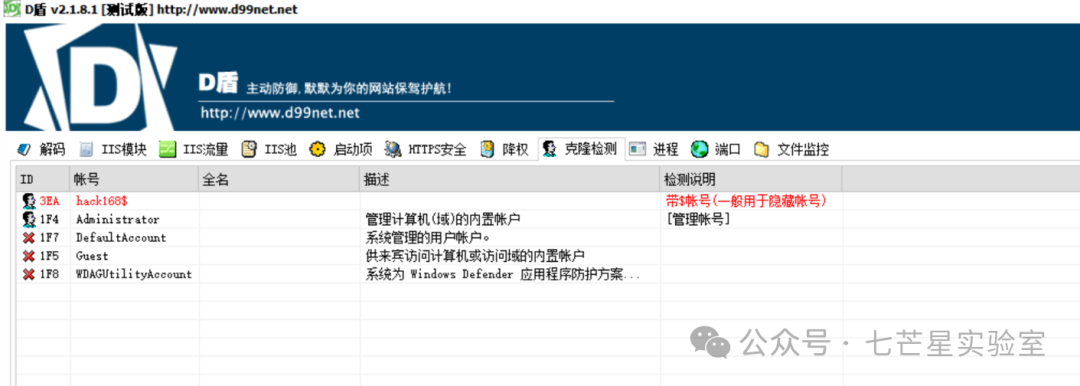 D盾 v2.1.8.1 [测试版] http://www.d99net.net
D盾 主动防御,默默为你的网站保驾护航!
http://www.d99net.net
解码 IIS模块 IIS流量 IIS池 启动项 HTTPS安全 降权 克隆检测 进程 端口 文件监控
ID 帐号 全名 描述 检测说明
3EA hack168$ 带$帐号(一般用于隐藏帐号)
1F4 Administrator 管理计算机(域)的内置帐户 [管理帐号]
1F7 DefaultAccount 系统管理的用户帐户。
1F5 Guest 供来宾访问计算机或访问域的内置帐户
1F8 WDAGUtilityAccount 系统为 Windows Defender 应用程序防护方案...
公众号 · 七芒星实验室